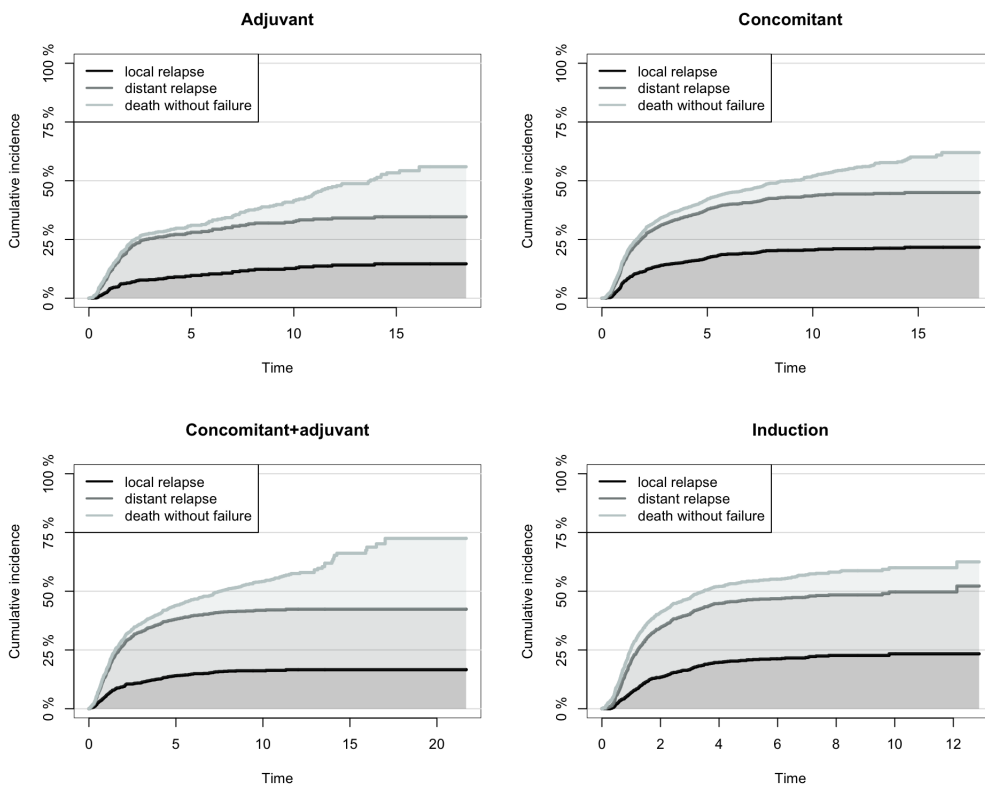 Adjuvant
Cumulative incidence
100 %
75 %
50 %
25 %
0 %
local relapse
distant relapse
death without failure
0 5 10 15
Time
Concomitant
Cumulative incidence
100 %
75 %
50 %
25 %
0 %
local relapse
distant relapse
death without failure
0 5 10 15
Time
Concomitant+adjuvant
Cumulative incidence
100 %
75 %
50 %
25 %
0 %
local relapse
distant relapse
death without failure
0 5 10 15 20
Time
Induction
Cumulative incidence
100 %
75 %
50 %
25 %
0 %
local relapse
distant relapse
death without failure
0 2 4 6 8 10 12
Time